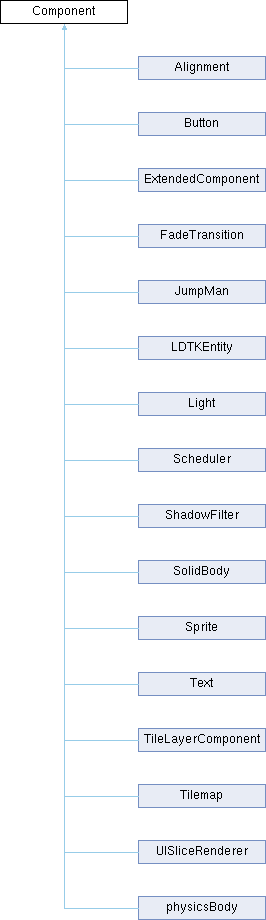 Component
Alignment
Button
ExtendedComponent
FadeTransition
JumpMan
LDTKEntity
Light
Scheduler
ShadowFilter
SolidBody
Sprite
Text
TileLayerComponent
Tilemap
UISliceRenderer
physicsBody